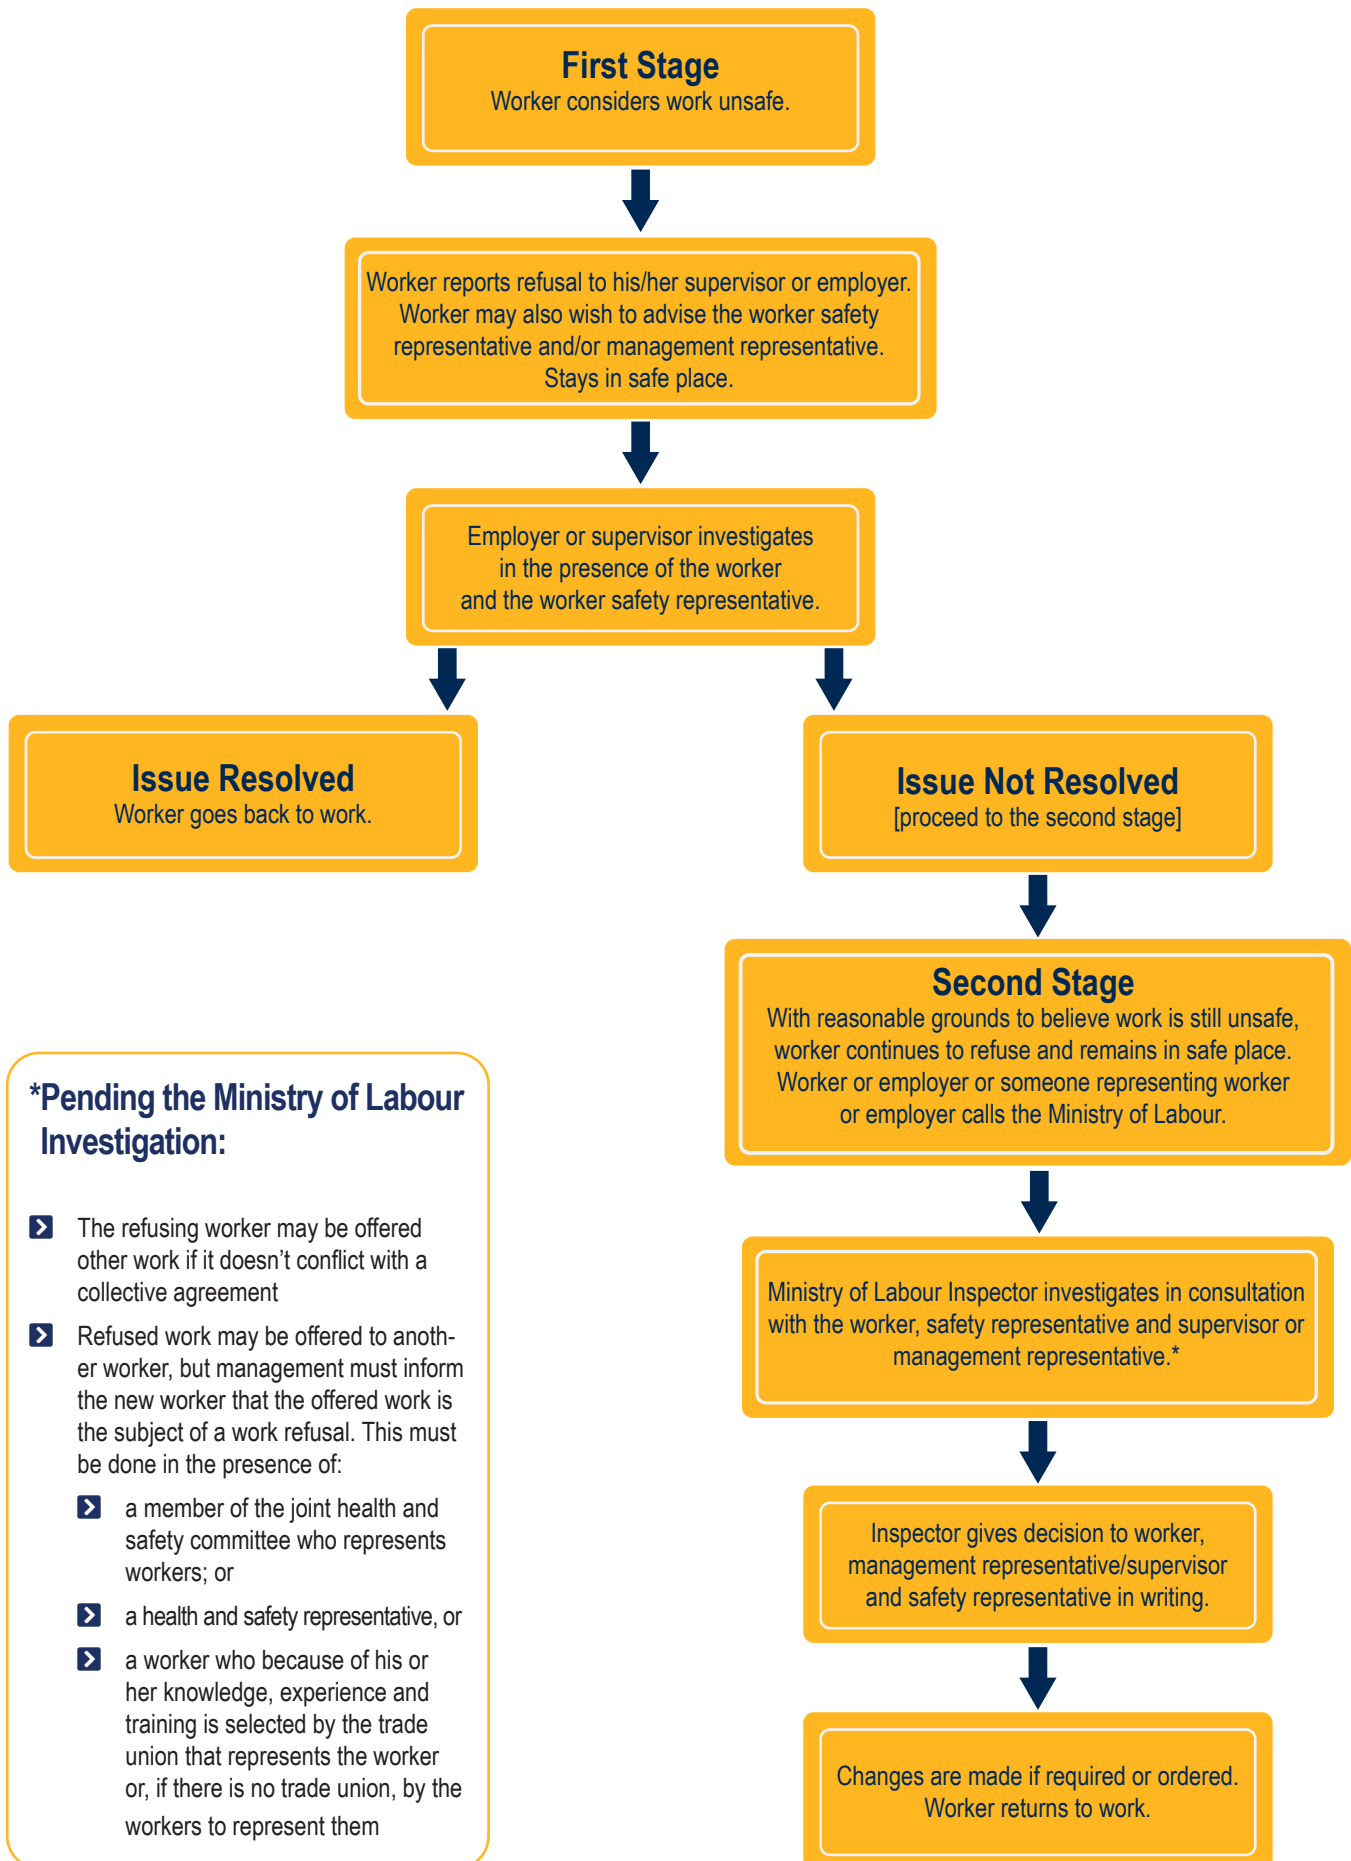 First Stage
Worker considers work unsafe.
Worker reports refusal to his/her supervisor or employer.
Worker may also wish to advise the worker safety
representative and/or management representative.
Stays in safe place.
Employer or supervisor investigates
in the presence of the worker
and the worker safety representative.
Issue Resolved
Worker goes back to work.
Issue Not Resolved
[proceed to the second stage]
Second Stage
With reasonable grounds to believe work is still unsafe,
worker continues to refuse and remains in safe place.
Worker or employer or someone representing worker
or employer calls the Ministry of Labour.
Ministry of Labour Inspector investigates in consultation
with the worker, safety representative and supervisor or
management representative.*
Inspector gives decision to worker,
management representative/supervisor
and safety representative in writing.
Changes are made if required or ordered.
Worker returns to work.
*Pending the Ministry of Labour
Investigation:
The refusing worker may be offered
other work if it doesn't conflict with a
collective agreement
Refused work may be offered to anoth-
er worker, but management must inform
the new worker that the offered work is
the subject of a work refusal. This must
be done in the presence of:
a member of the joint health and
safety committee who represents
workers; or
a health and safety representative, or
a worker who because of his or
her knowledge, experience and
training is selected by the trade
union that represents the worker
or, if there is no trade union, by the
workers to represent them